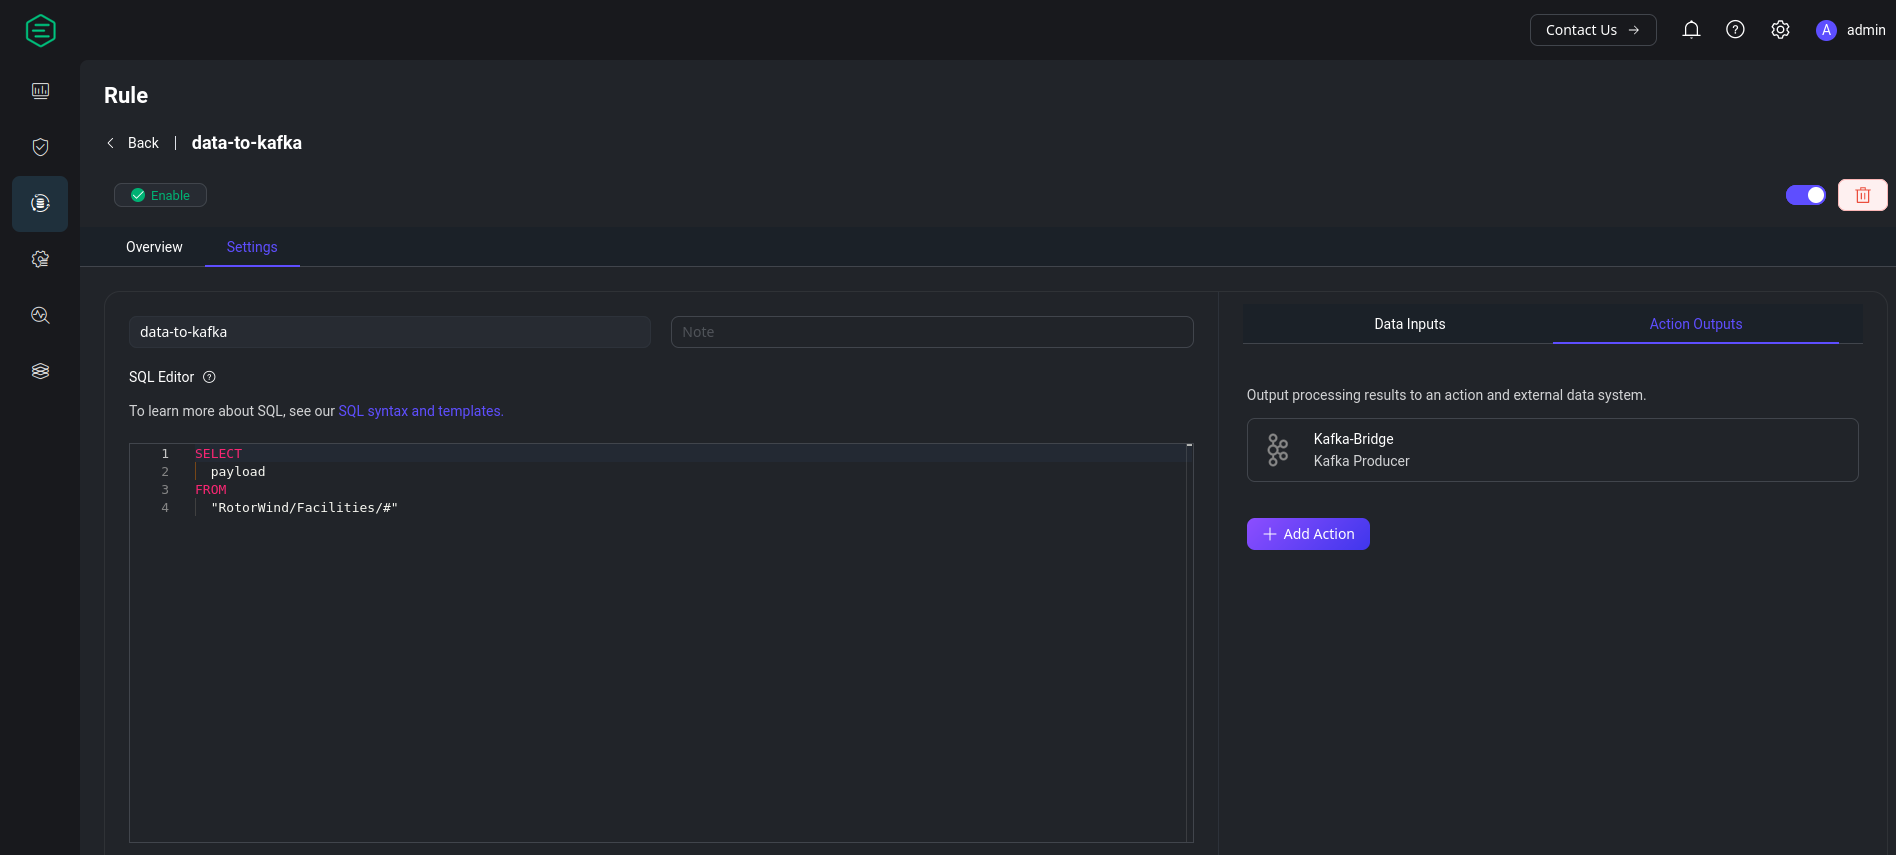 Contact Us →
A admin
Rule
Back | data-to-kafka
Enable
Overview Settings
data-to-kafka Note
SQL Editor ?
To learn more about SQL, see our SQL syntax and templates.
1 SELECT
2 payload
3 FROM
4 "RotorWind/Facilities/#"
Data Inputs Action Outputs
Output processing results to an action and external data system.
Kafka-Bridge
Kafka Producer
+ Add Action